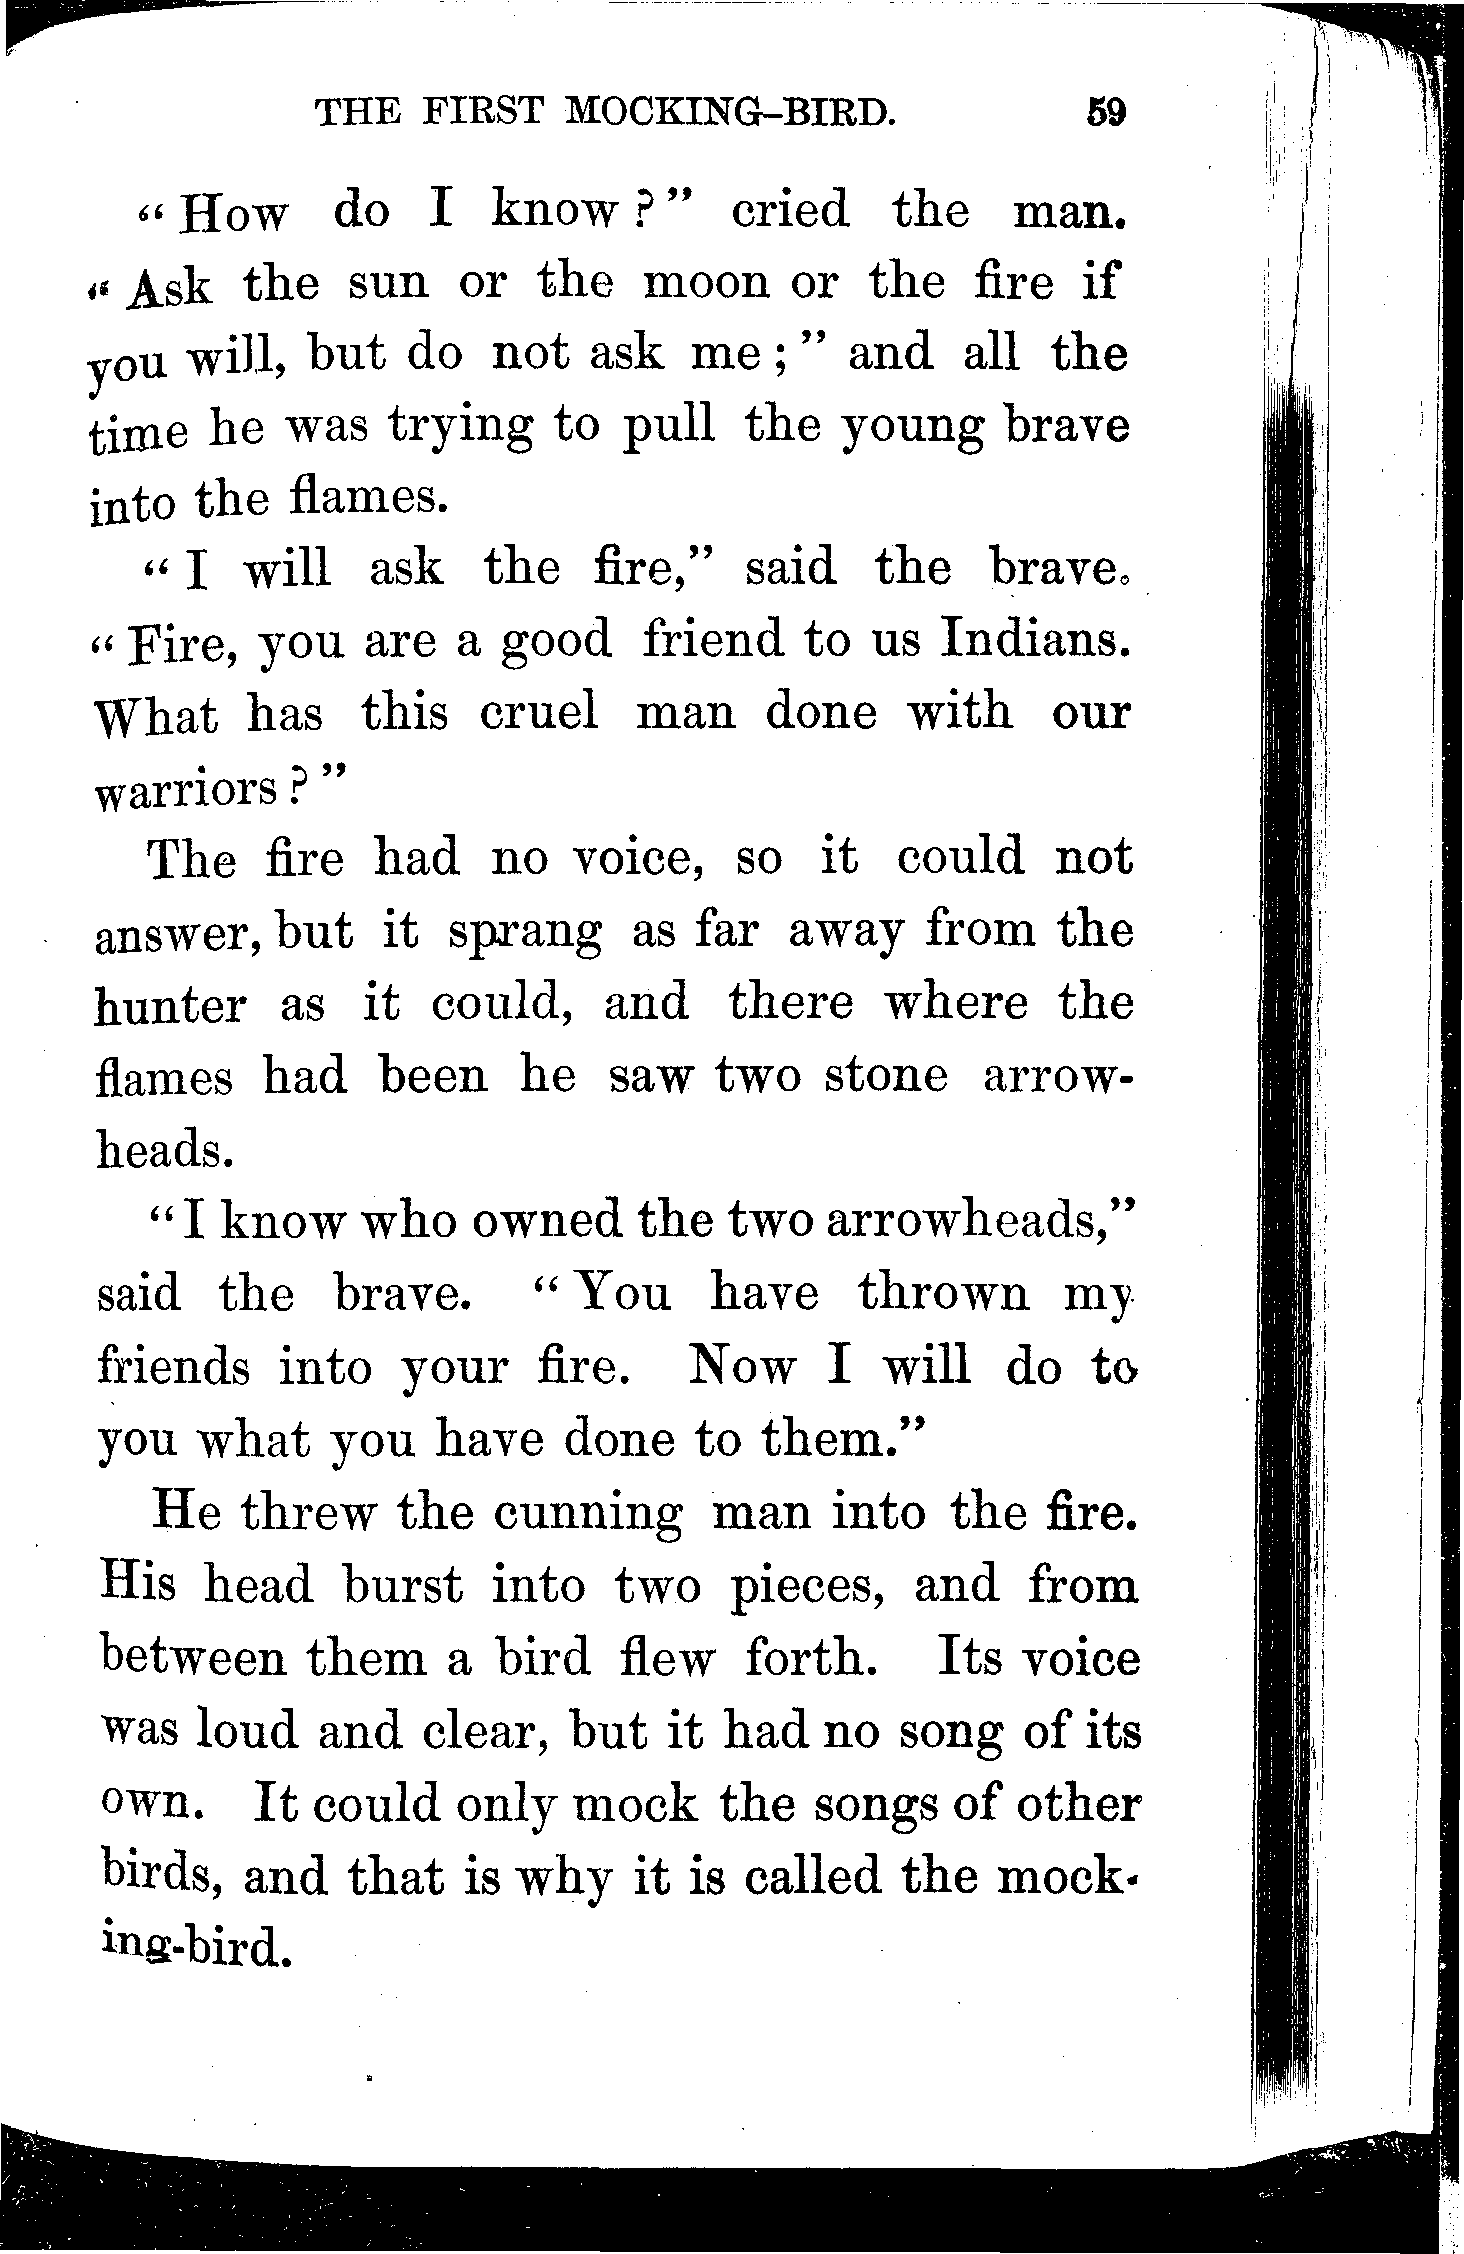 THE FIRST MOCKING-BIRD. 59
"How do I know?" cried the man.
"Ask the sun or the moon or the fire if
you will, but do not ask me;" and all the
time he was trying to pull the young brave
into the flames.
"I will ask the fire," said the brave.
"Fire, you are a good friend to us Indians.
What has this cruel man done with our
warriors?"
The fire had no voice, so it could not
answer, but it sprang as far away from the
hunter as it could, and there where the
flames had been he saw two stone arrow-
heads.
"I know who owned the two arrowheads,"
said the brave. "You have thrown my
friends into your fire. Now I will do to
you what you have done to them."
He threw the cunning man into the fire.
His head burst into two pieces, and from
between them a bird flew forth. Its voice
was loud and clear, but it had no song of its
own. It could only mock the songs of other
birds, and that is why it is called the mock-
ing-bird.